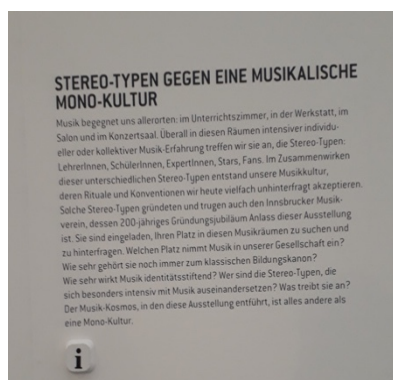 STEREO-TYPEN GEGEN EINE MUSIKALISCHE
MONO-KULTUR
Musik begegnet uns allerorten: im Unterrichtszimmer, in der Werkstatt, im
Salon und im Konzertsaal. Überall in diesen Räumen intensiver individu-
eller oder kollektiver Musik-Erfahrung treffen wir sie an, die Stereo-Typen:
LehrerInnen, SchülerInnen, ExpertInnen, Stars, Fans. Im Zusammenwirken
dieser unterschiedlichen Stereo-Typen entstand unsere Musikkultur,
deren Rituale und Konventionen wir heute vielfach unhinterfragt akzeptieren.
Solche Stereo-Typen gründeten und trugen auch den Innsbrucker Musik-
verein, dessen 200-jähriges Gründungsjubiläum Anlass dieser Ausstellung
ist. Sie sind eingeladen, Ihren Platz in diesen Musikräumen zu suchen und
zu hinterfragen. Welchen Platz nimmt Musik in unserer Gesellschaft ein?
Wie sehr gehört sie noch immer zum klassischen Bildungskanon?
Wie sehr wirkt Musik identitätsstiftend? Wer sind die Stereo-Typen, die
sich besonders intensiv mit Musik auseinandersetzen? Was treibt sie an?
Der Musik-Kosmos, in den diese Ausstellung entführt, ist alles andere als
eine Mono-Kultur.
i